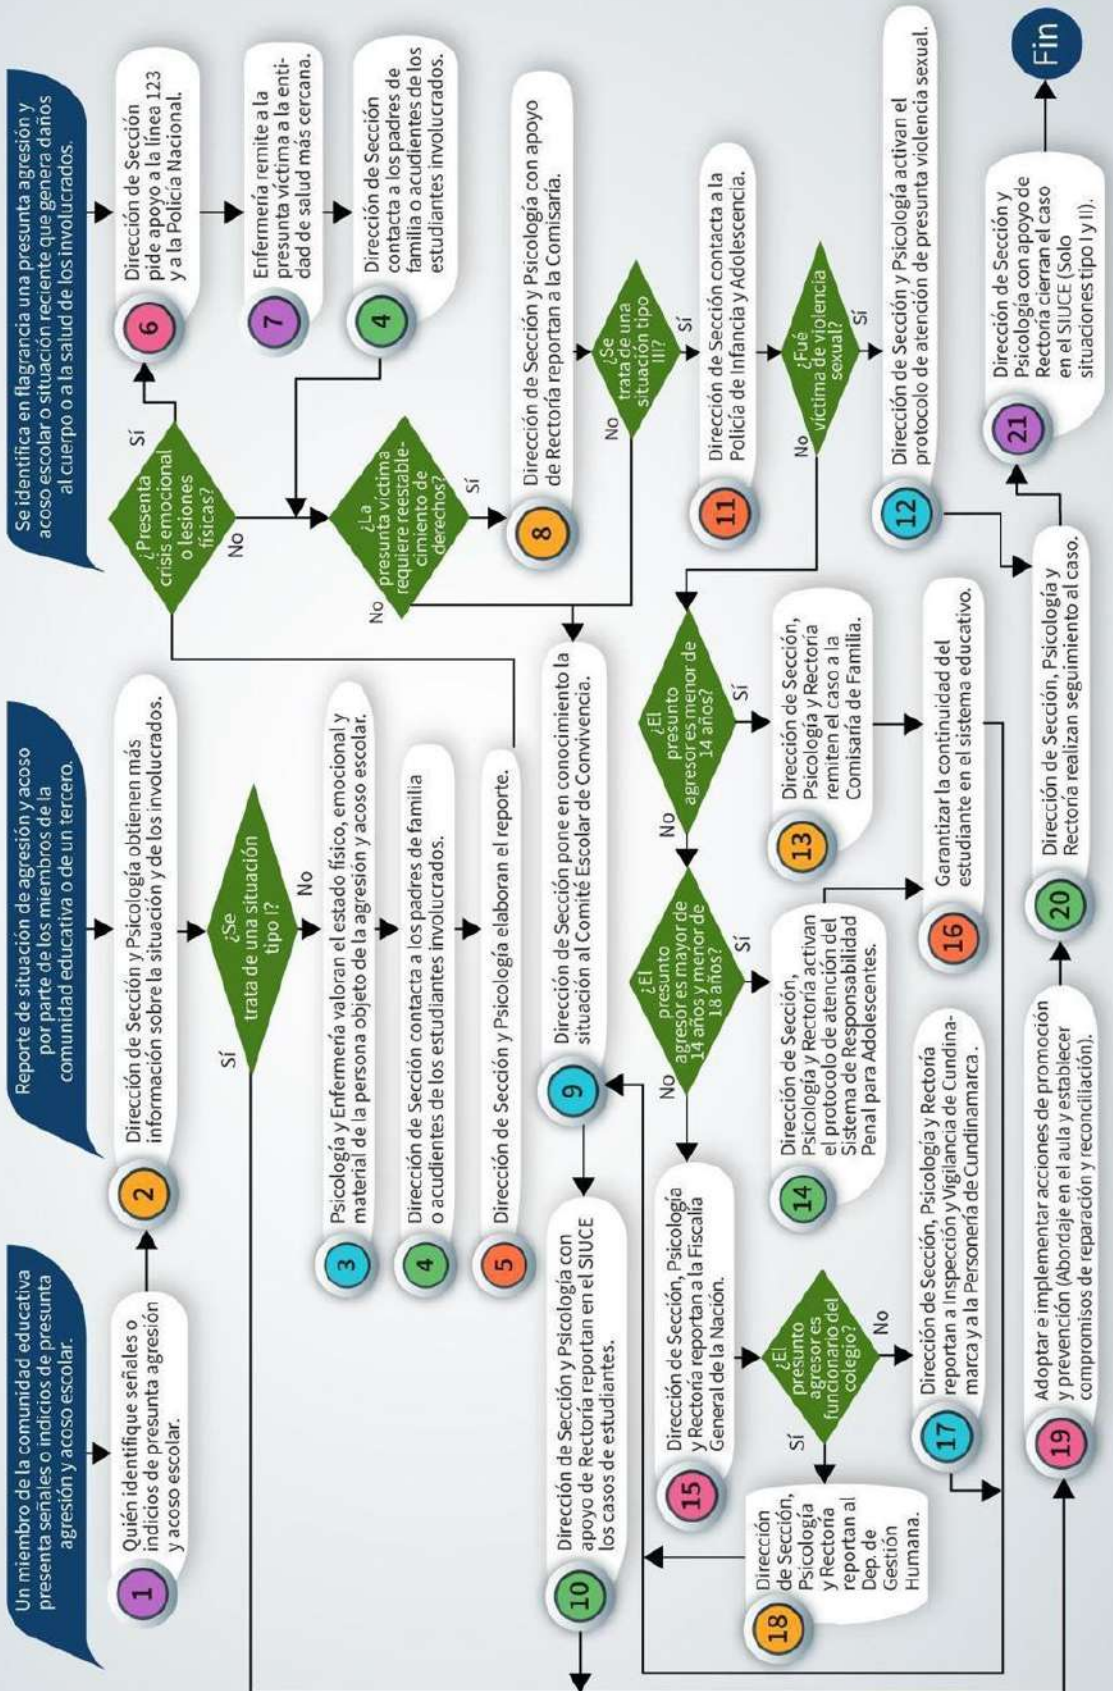 Un miembro de la comunidad educativa
presenta señales o indicios de presunta
agresión y acoso escolar.
Reporte de situación de agresión y acoso
por parte de los miembros de la
comunidad educativa o de un tercero.
Se identifica en flagrancia una presunta agresión y
acoso escolar o situación reciente que genera daños
al cuerpo o a la salud de los involucrados.
1
Quién identifique señales o
indicios de presunta agresión
y acoso escolar.
2
Dirección de Sección y Psicología obtienen más
información sobre la situación y de los involucrados.
¿Se
trata de una situación
tipo I?
Sí
No
3
Psicología y Enfermería valoran el estado físico, emocional y
material de la persona objeto de la agresión y acoso escolar.
4
Dirección de Sección contacta a los padres de familia
o acudientes de los estudiantes involucrados.
5
Dirección de Sección y Psicología elaboran el reporte.
¿Presenta
crisis emocional
o lesiones
físicas?
Sí
No
6
Dirección de Sección
pide apoyo a la línea 123
y a la Policía Nacional.
7
Enfermería remite a la
presunta víctima a la enti-
dad de salud más cercana.
4
Dirección de Sección
contacta a los padres de
familia o acudientes de los
estudiantes involucrados.
¿La
presunta víctima
requiere reestable-
cimiento de
derechos?
No
Sí
8
Dirección de Sección y Psicología con apoyo
de Rectoría reportan a la Comisaría.
¿Se
trata de una
situación tipo
III?
No
Sí
9
Dirección de Sección pone en conocimiento la
situación al Comité Escolar de Convivencia.
10
Dirección de Sección y Psicología con
apoyo de Rectoría reportan en el SIUCE
los casos de estudiantes.
11
Dirección de Sección contacta a la
Policía de Infancia y Adolescencia.
¿Fué
víctima de violencia
sexual?
No
Sí
12
Dirección de Sección y Psicología activan el
protocolo de atención de presunta violencia sexual.
¿El
presunto
agresor es menor de
14 años?
No
Sí
13
Dirección de Sección,
Psicología y Rectoría
remiten el caso a la
Comisaría de Familia.
¿El
presunto
agresor es mayor de
14 años y menor de
18 años?
No
Sí
14
Dirección de Sección,
Psicología y Rectoría activan
el protocolo de atención del
Sistema de Responsabilidad
Penal para Adolescentes.
15
Dirección de Sección, Psicología
y Rectoría reportan a la Fiscalía
General de la Nación.
16
Garantizar la continuidad del
estudiante en el sistema educativo.
¿El
presunto
agresor es
funcionario del
colegio?
Sí
No
17
Dirección de Sección, Psicología y Rectoría
reportan a Inspección y Vigilancia de Cundina-
marca y a la Personería de Cundinamarca.
18
Dirección
de Sección,
Psicología
y Rectoría
reportan al
Dep. de
Gestión
Humana.
19
Adoptar e implementar acciones de promoción
y prevención (Abordaje en el aula y establecer
compromisos de reparación y reconciliación).
20
Dirección de Sección, Psicología y
Rectoría realizan seguimiento al caso.
21
Dirección de Sección y
Psicología con apoyo de
Rectoría cierran el caso
en el SIUCE (Solo
situaciones tipo I y II).
Fin